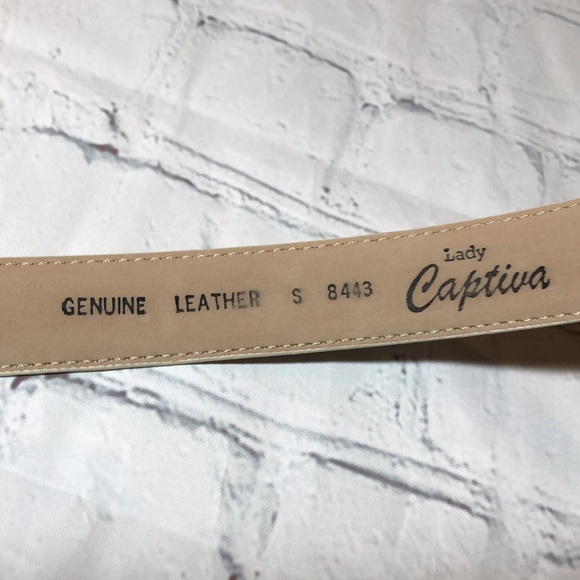 GENUINE LEATHER S 8443
Lady
Captiva